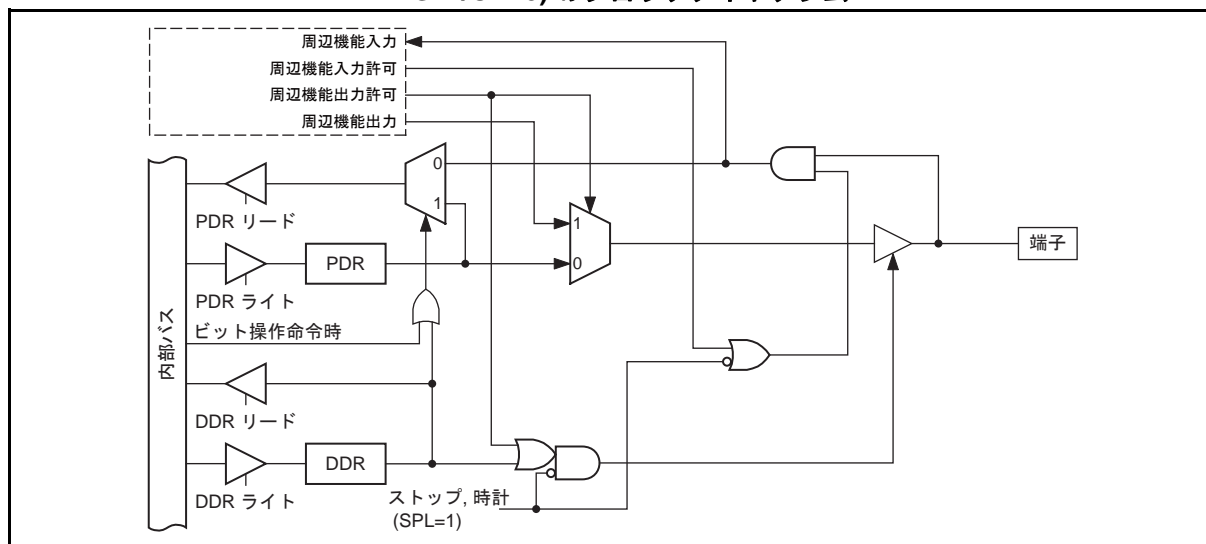 周辺機能入力
周辺機能入力許可
周辺機能出力許可
周辺機能出力
0
1
PDR リード
1
端子
PDR
0
PDR ライト
ビット操作命令時
内部バス
DDR リード
DDR
DDR ライト
ストップ, 時計
(SPL=1)